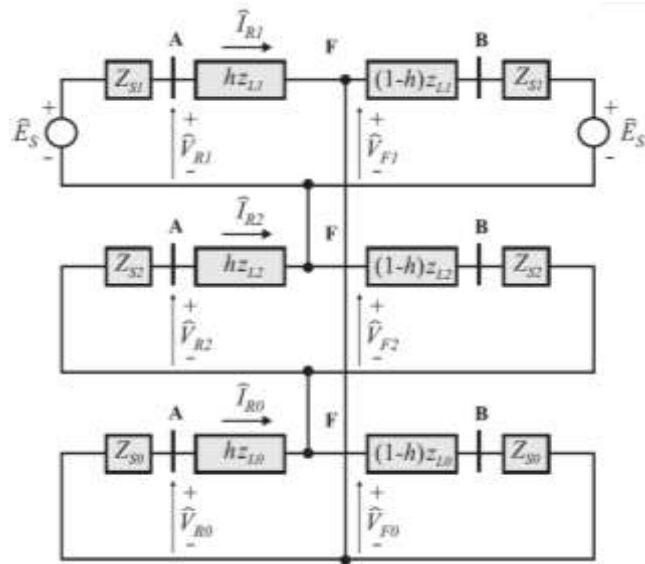 A Î_R1 F B
Z_S1 hz_L1 (1-h)z_L1 Z_S1
+ + + +
Ê_S V̂_R1 V̂_F1 Ê_S
- - - -
A Î_R2 F B
Z_S2 hz_L2 (1-h)z_L2 Z_S2
+ +
V̂_R2 V̂_F2
- -
A Î_R0 F B
Z_S0 hz_L0 (1-h)z_L0 Z_S0
+ +
V̂_R0 V̂_F0
- -